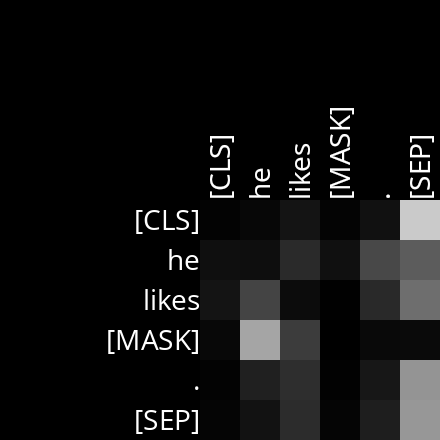 [CLS]
he
likes
[MASK]
.
[SEP]
[CLS]
he
likes
[MASK]
.
[SEP]